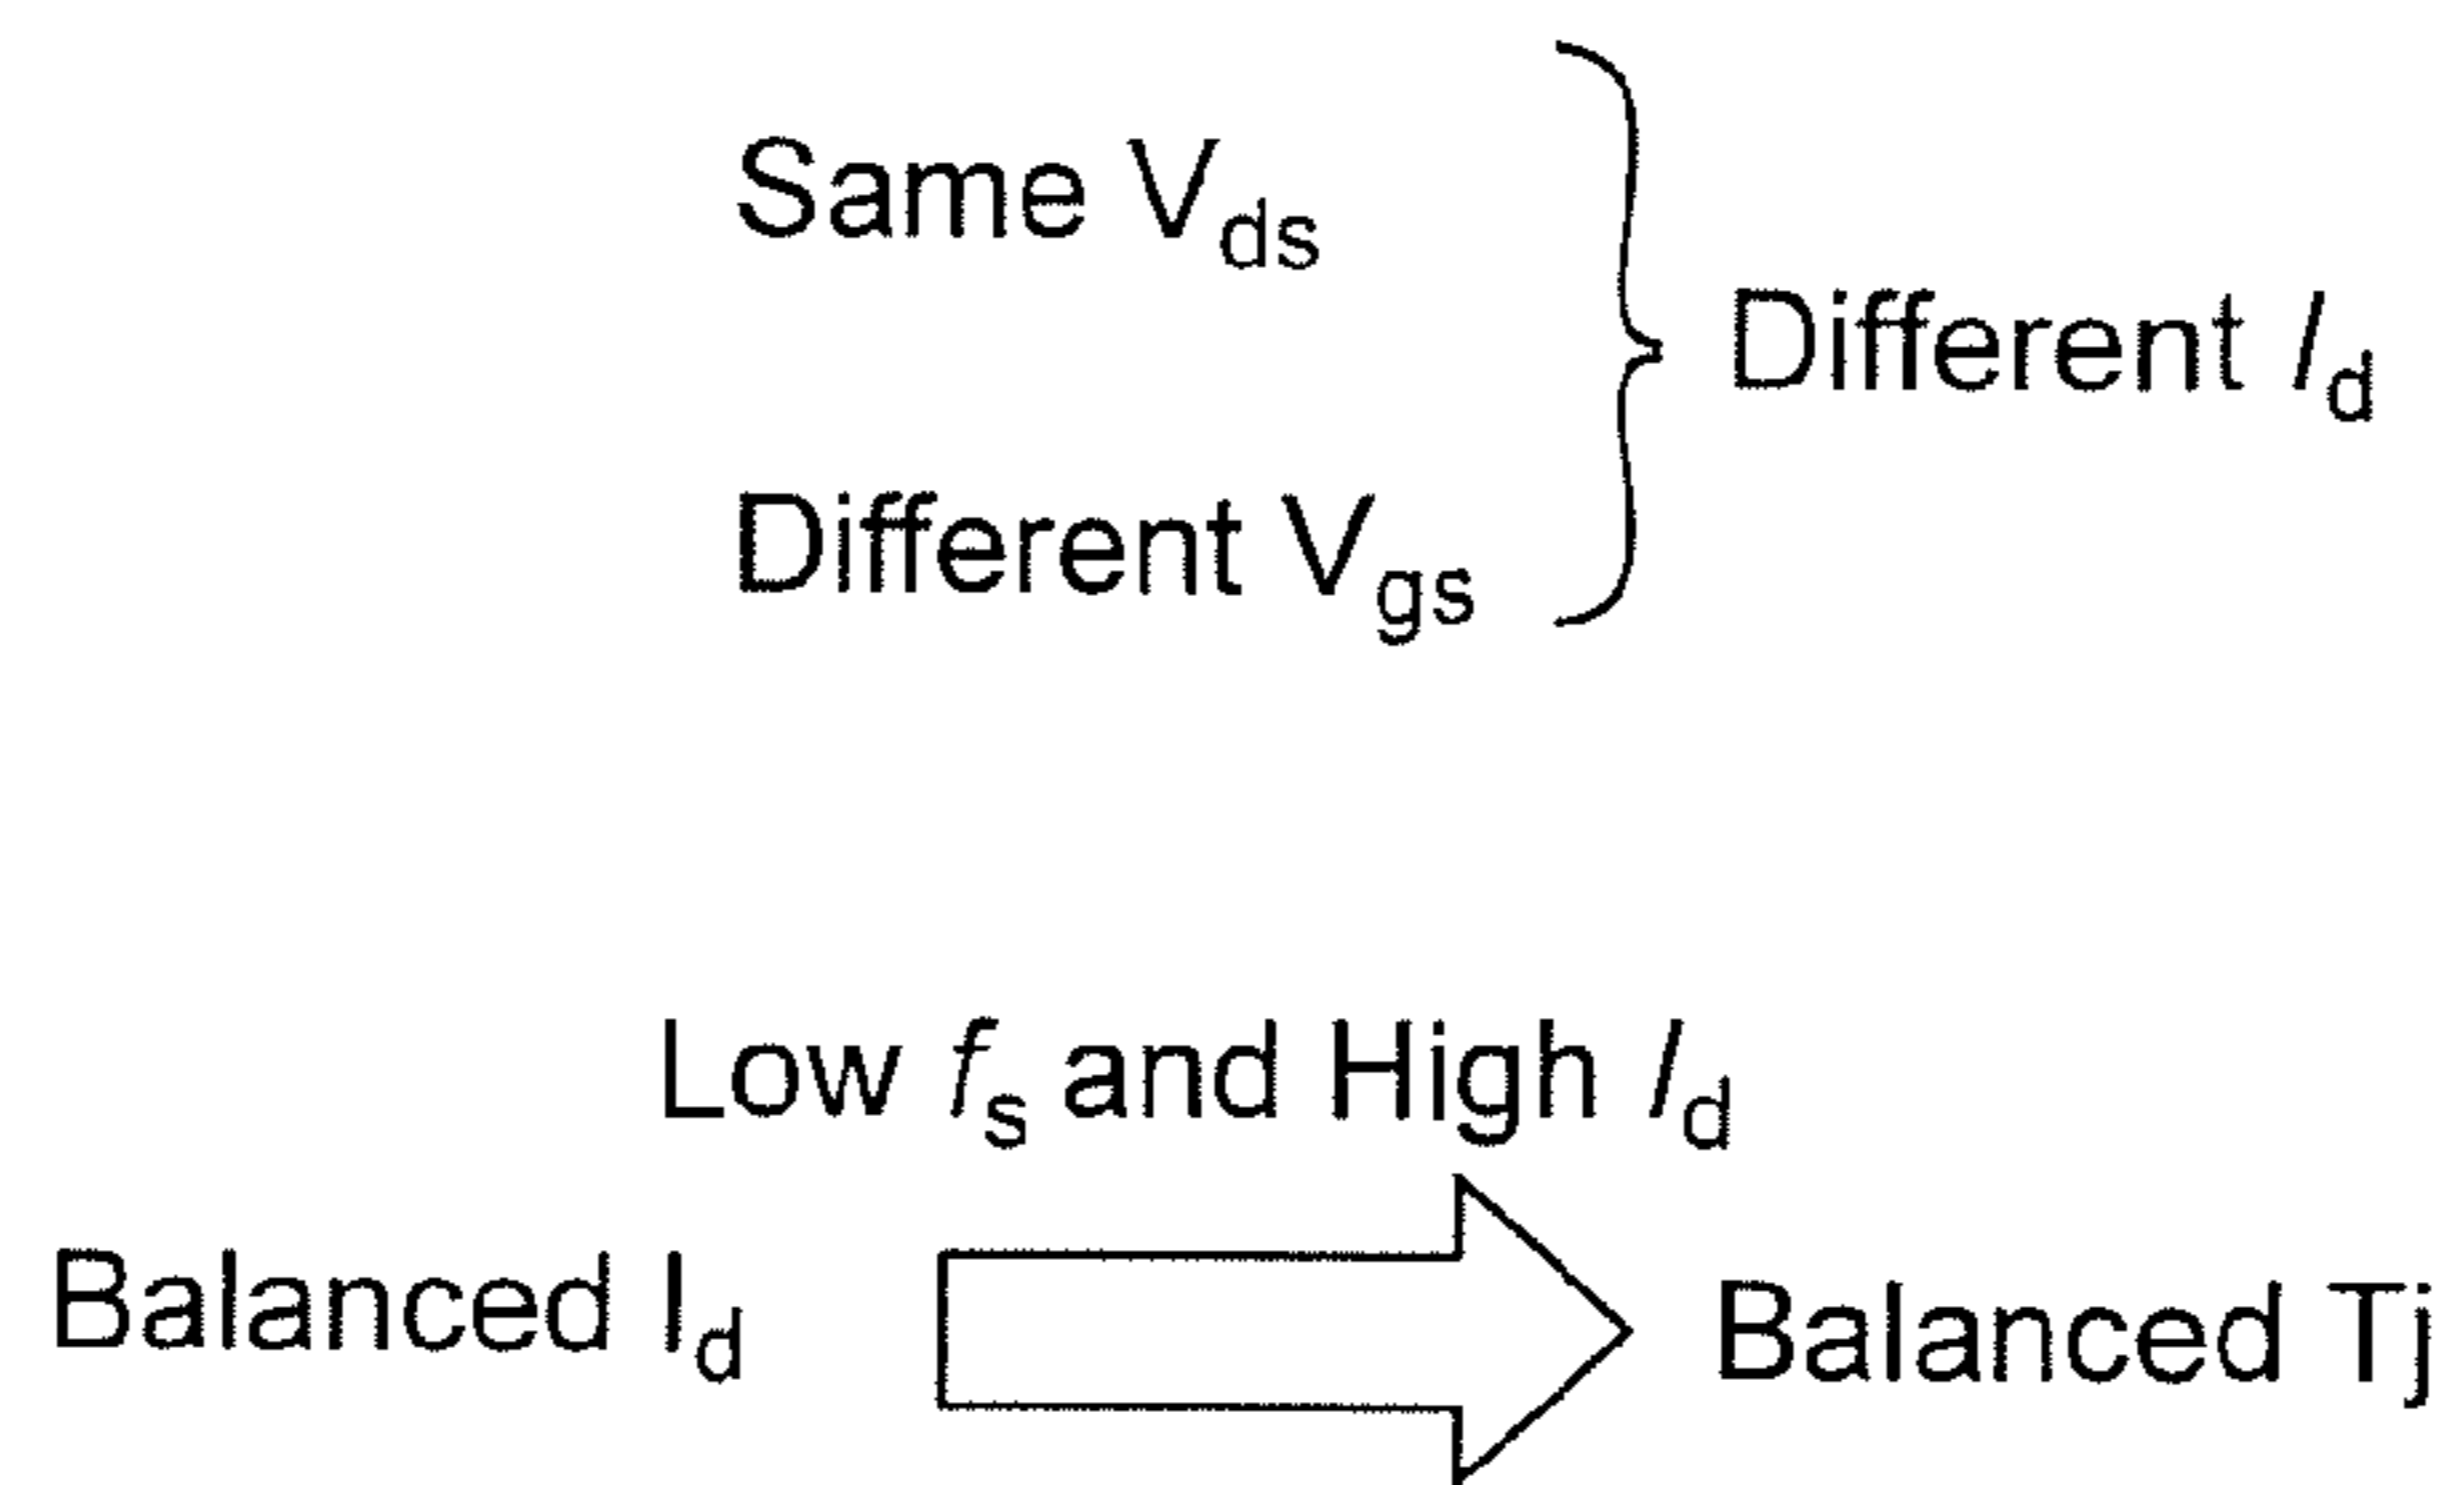 Same Vds
Different Vgs
Different Id
Low fs and High Id
Balanced Id
Balanced Tj